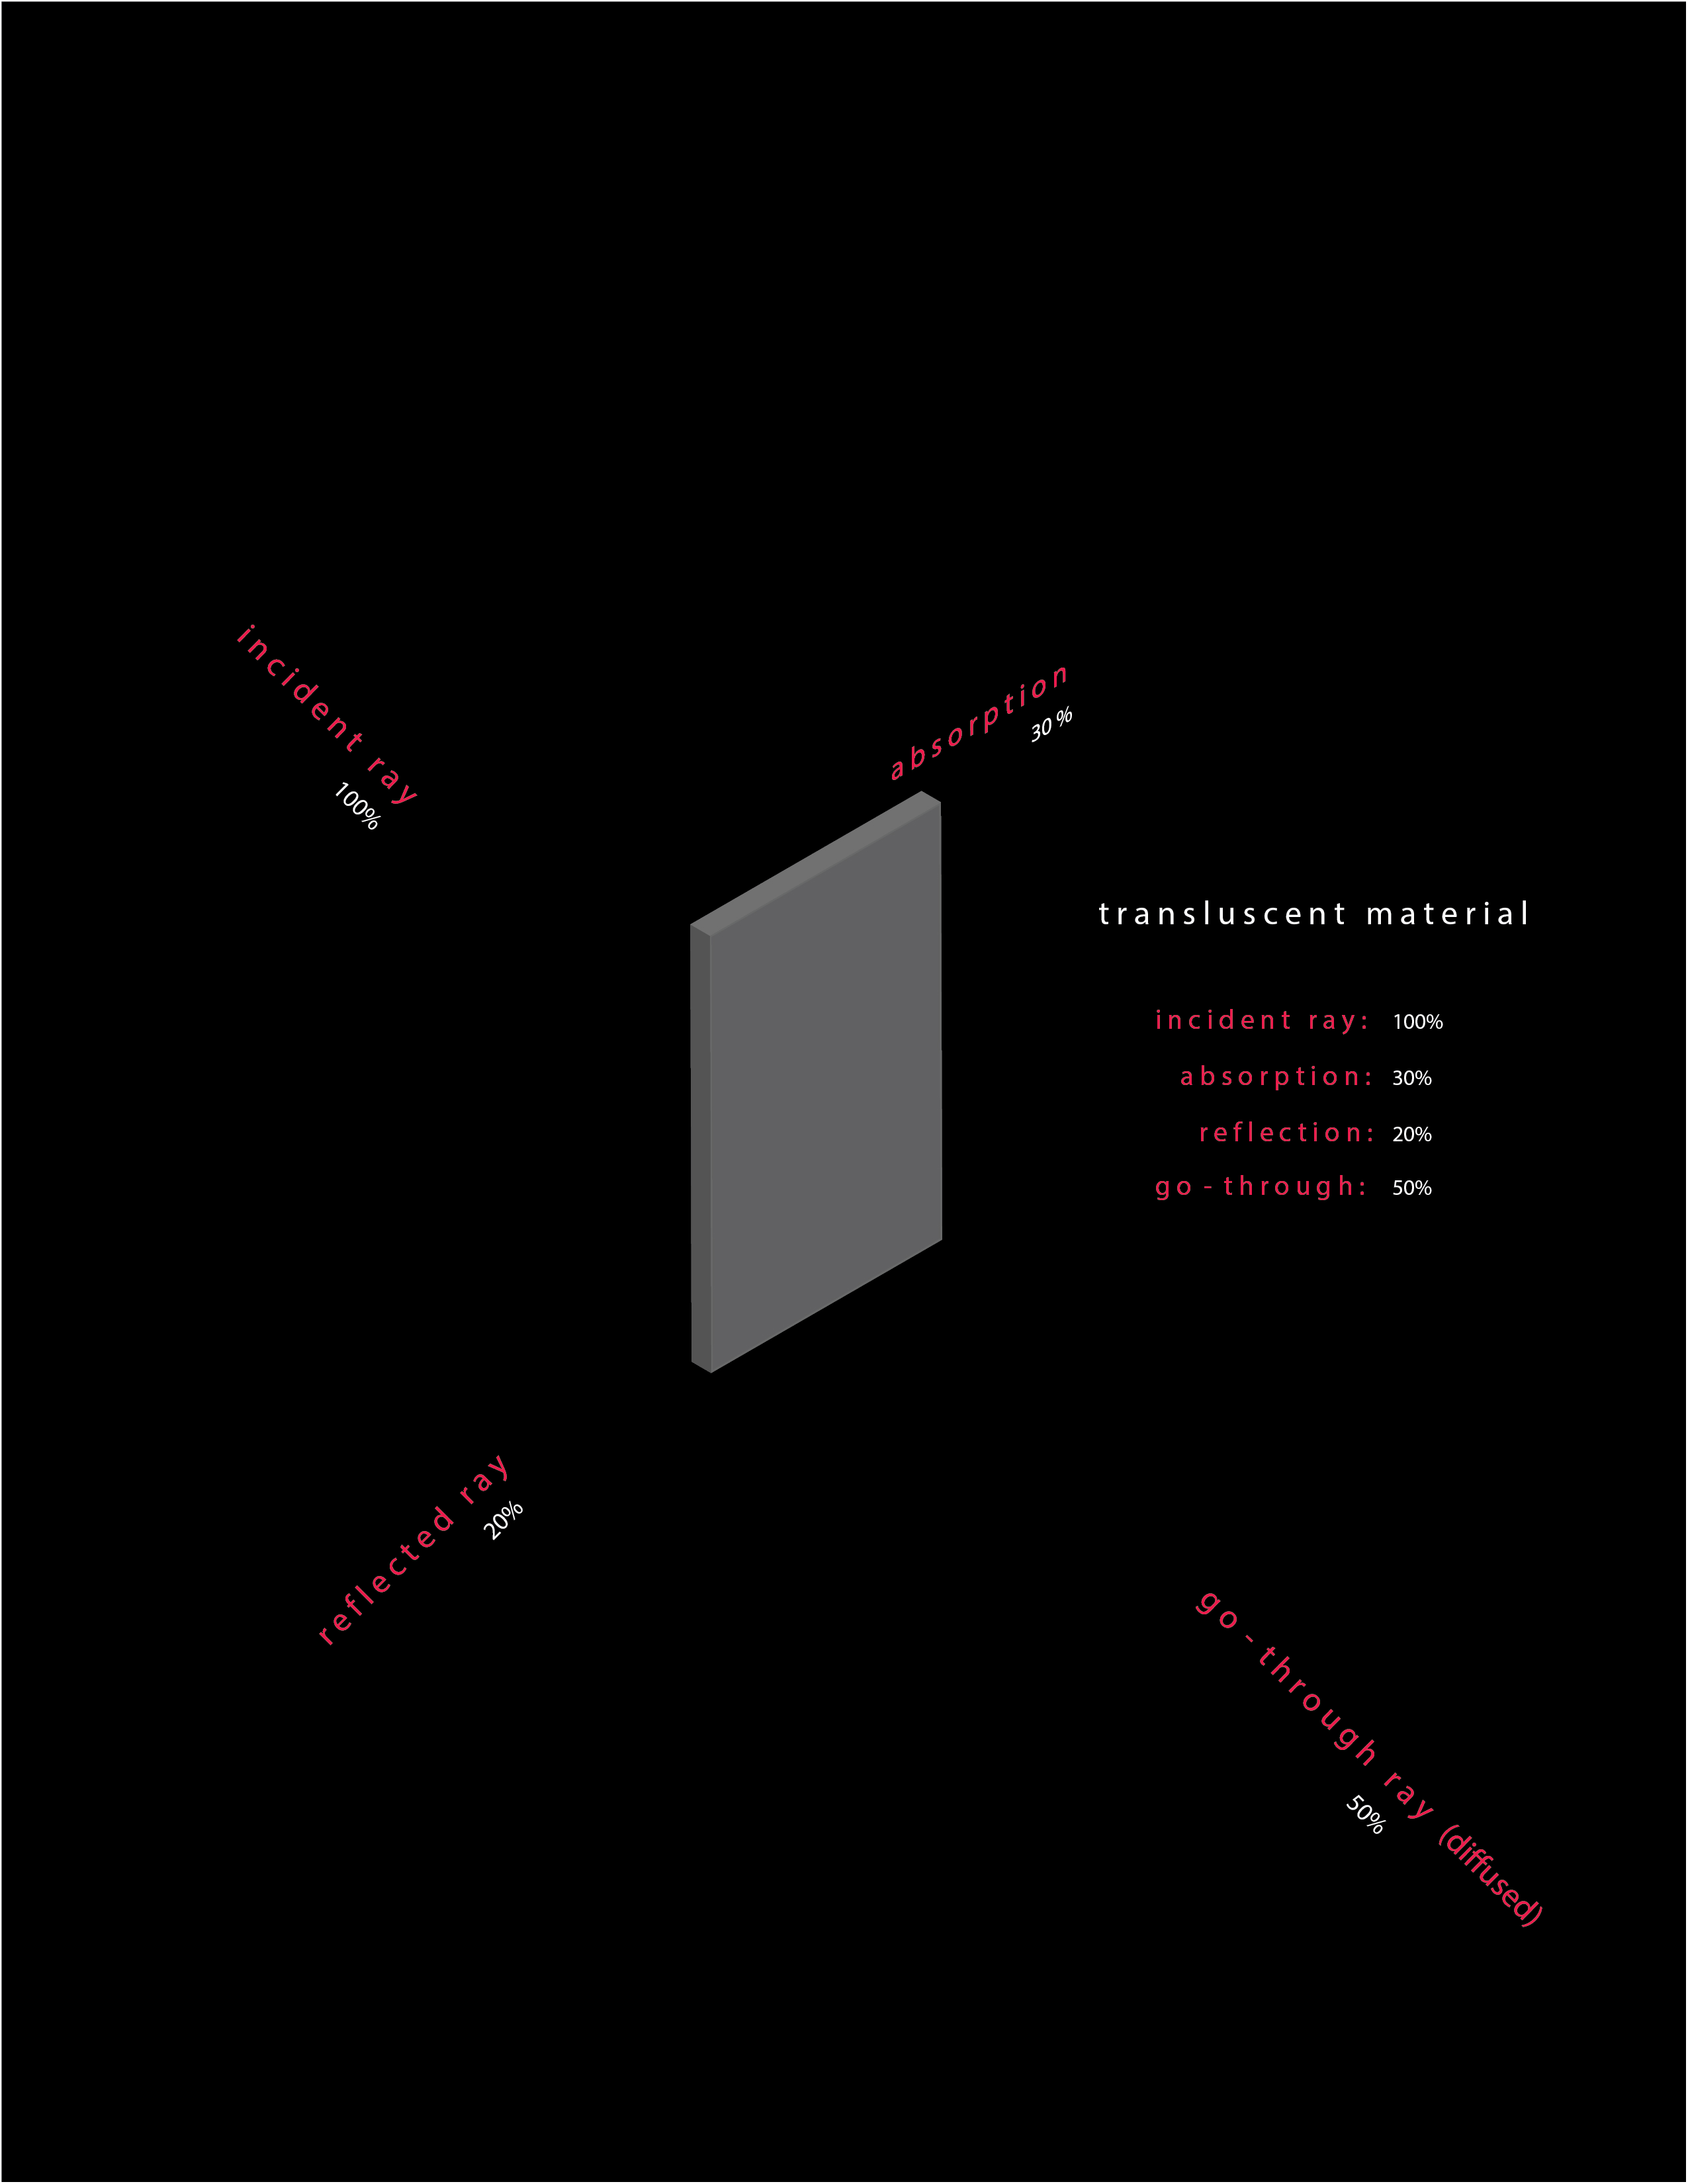 incident ray
100%
absorption
30%
transluscent material
incident ray: 100%
absorption: 30%
reflection: 20%
go-through: 50%
reflected ray
20%
go-through ray (diffused)
50%